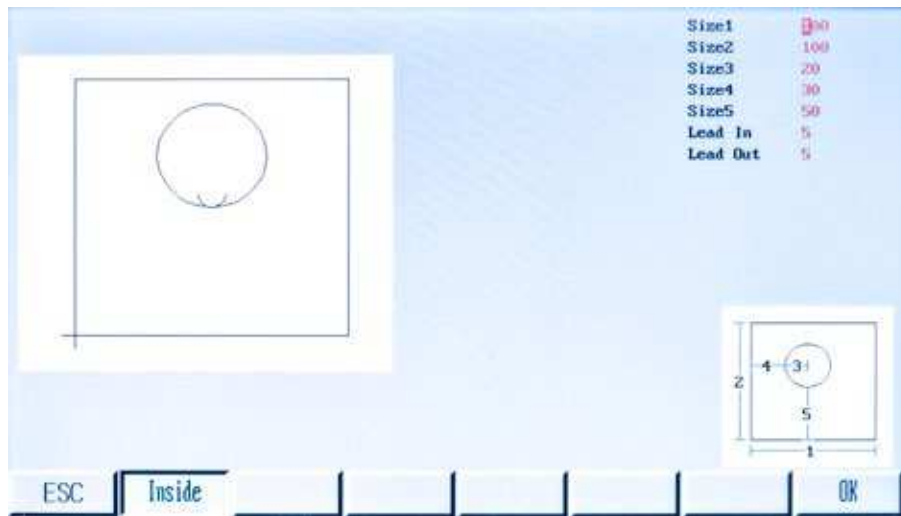 Size1 100
Size2 100
Size3 20
Size4 30
Size5 50
Lead In 5
Lead Out 5
4 3
2
5
1
ESC Inside OK